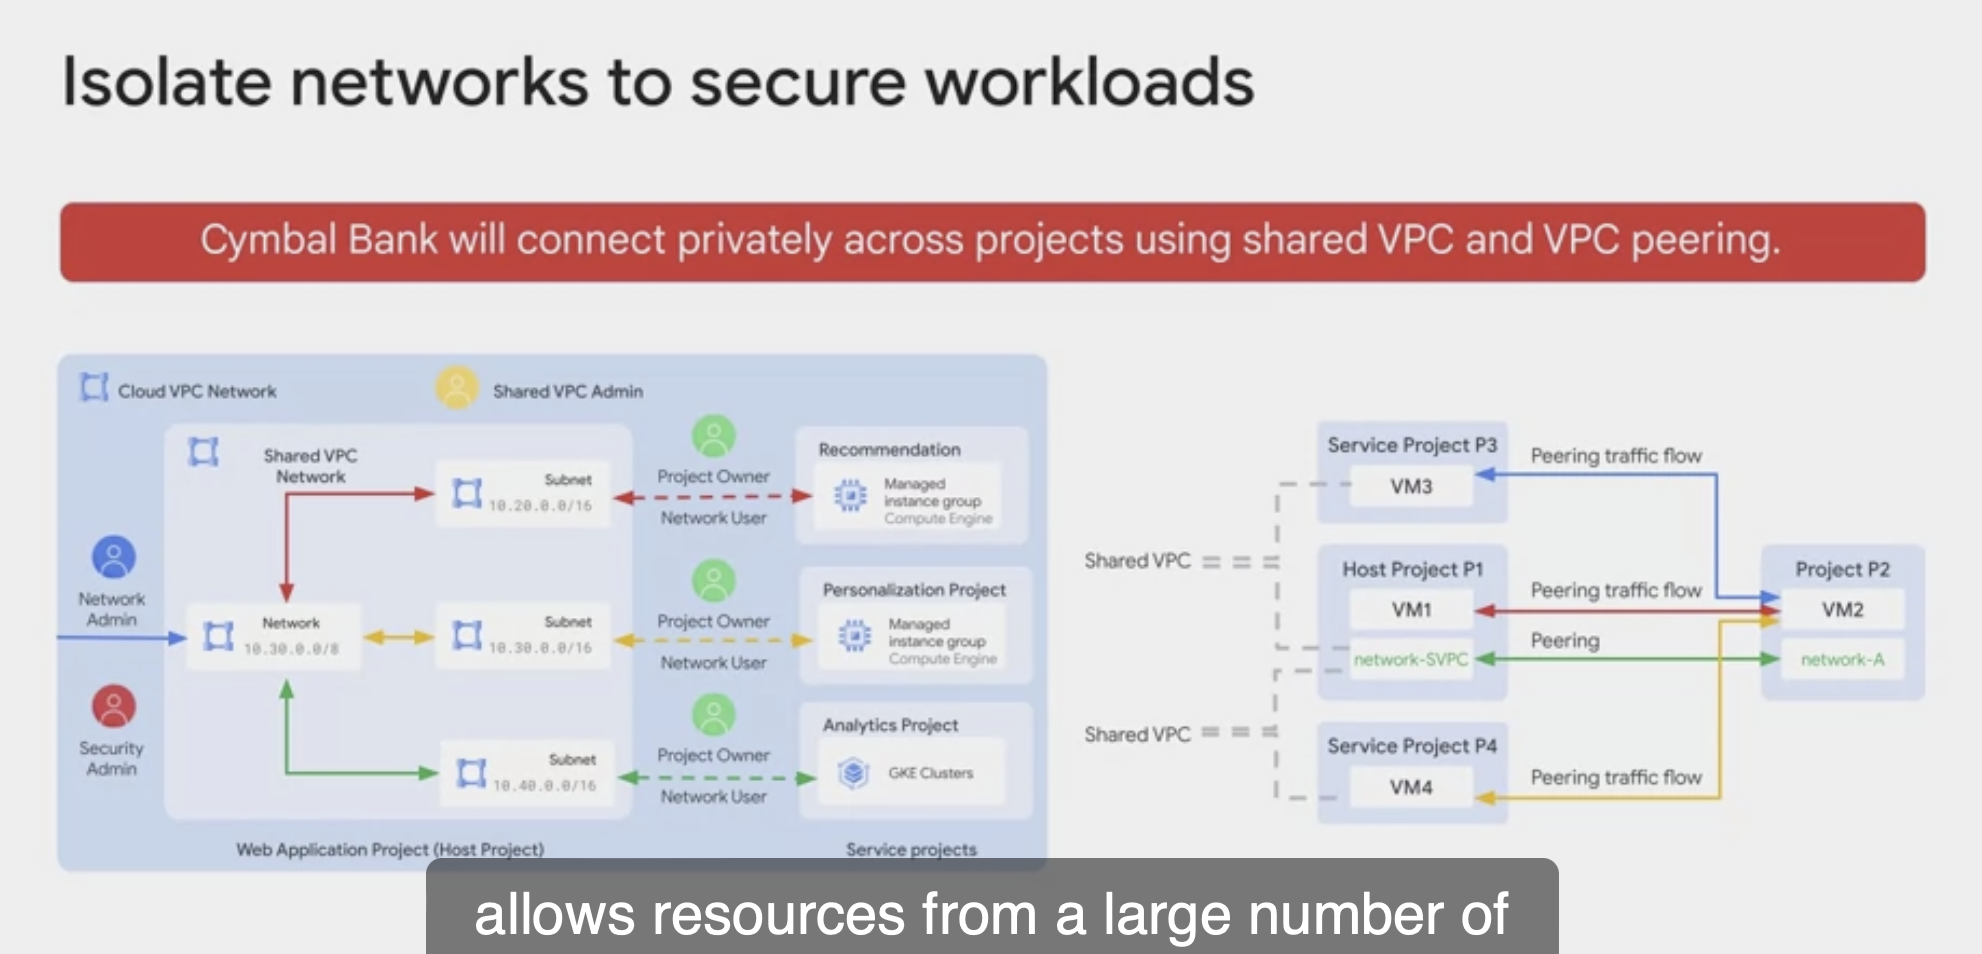 Isolate networks to secure workloads
Cymbal Bank will connect privately across projects using shared VPC and VPC peering.
Cloud VPC Network
Shared VPC Admin
Shared VPC
Network
Network
Admin
Security
Admin
Network
10.30.0.0/8
Subnet
10.20.0.0/16
Subnet
10.30.0.0/16
Subnet
10.40.0.0/16
Project Owner
Network User
Project Owner
Network User
Project Owner
Network User
Recommendation
Managed
instance group
Compute Engine
Personalization Project
Managed
instance group
Compute Engine
Analytics Project
GKE Clusters
Web Application Project (Host Project)
Service projects
Shared VPC
Shared VPC
Service Project P3
VM3
Host Project P1
VM1
network-SVPC
Service Project P4
VM4
Peering traffic flow
Peering traffic flow
Peering
Peering traffic flow
Project P2
VM2
network-A
allows resources from a large number of